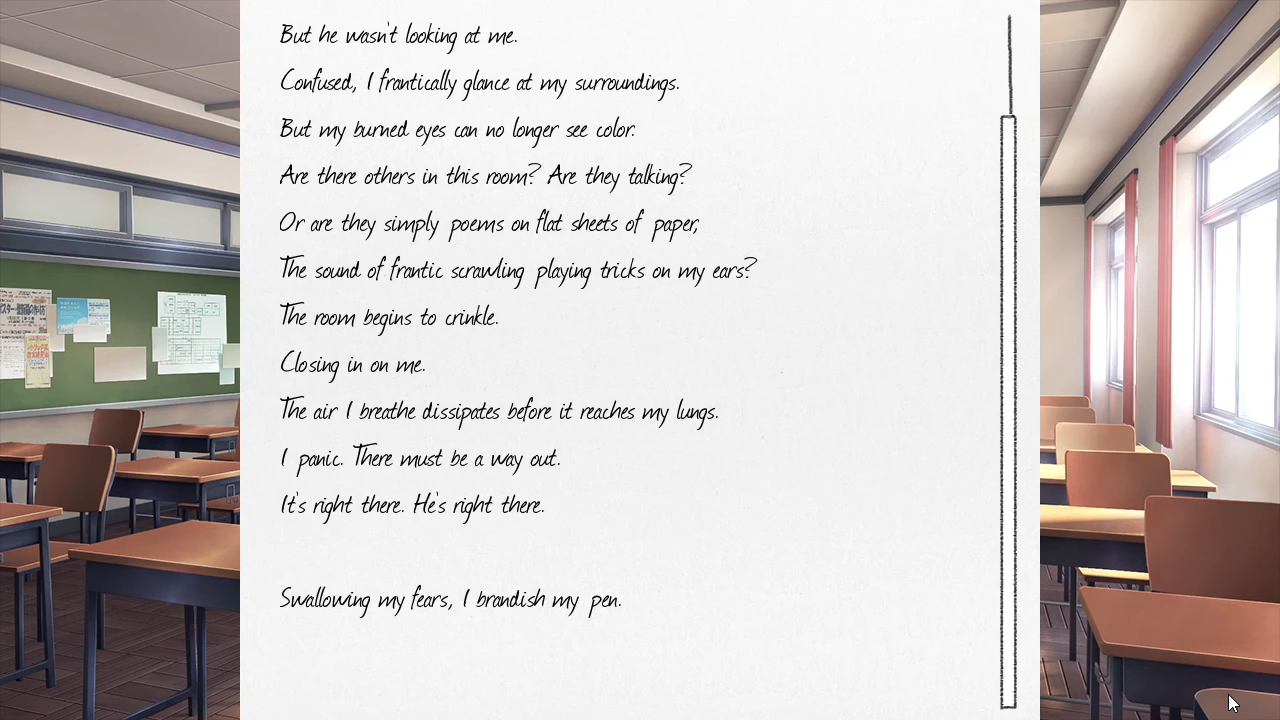 But he wasn't looking at me.
Confused, I frantically glance at my surroundings.
But my burned eyes can no longer see color.
Are there others in this room? Are they talking?
Or are they simply poems on flat sheets of paper,
The sound of frantic scrawling playing tricks on my ears?
The room begins to crinkle.
Closing in on me.
The air I breathe dissipates before it reaches my lungs.
I panic. There must be a way out.
It's right there. He's right there.
Swallowing my fears, I brandish my pen.